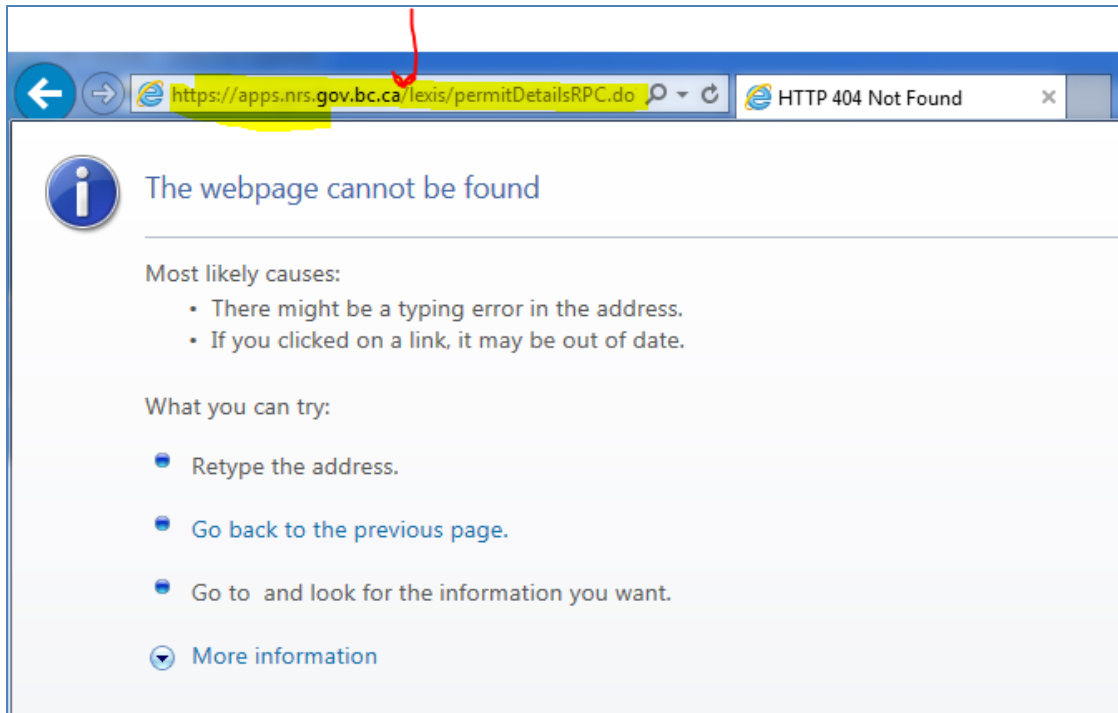 https://apps.nrs.gov.bc.ca/lexis/permitDetailsRPC.do
HTTP 404 Not Found
The webpage cannot be found
Most likely causes:
• There might be a typing error in the address.
• If you clicked on a link, it may be out of date.
What you can try:
Retype the address.
Go back to the previous page.
Go to  and look for the information you want.
More information